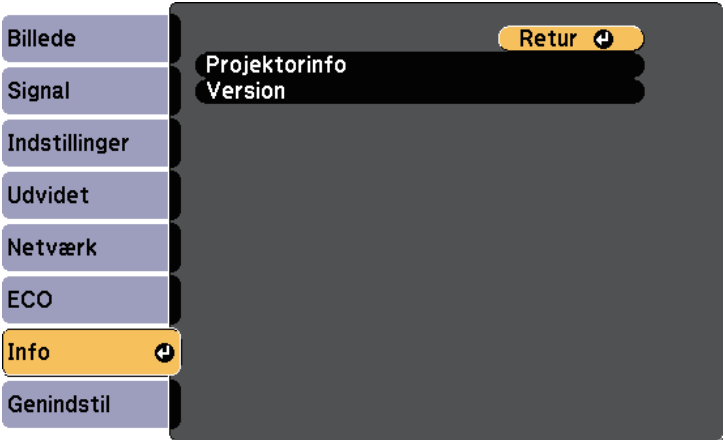 Billede
Signal
Indstillinger
Udvidet
Netværk
ECO
Info
Genindstil
Retur
Projektorinfo
Version